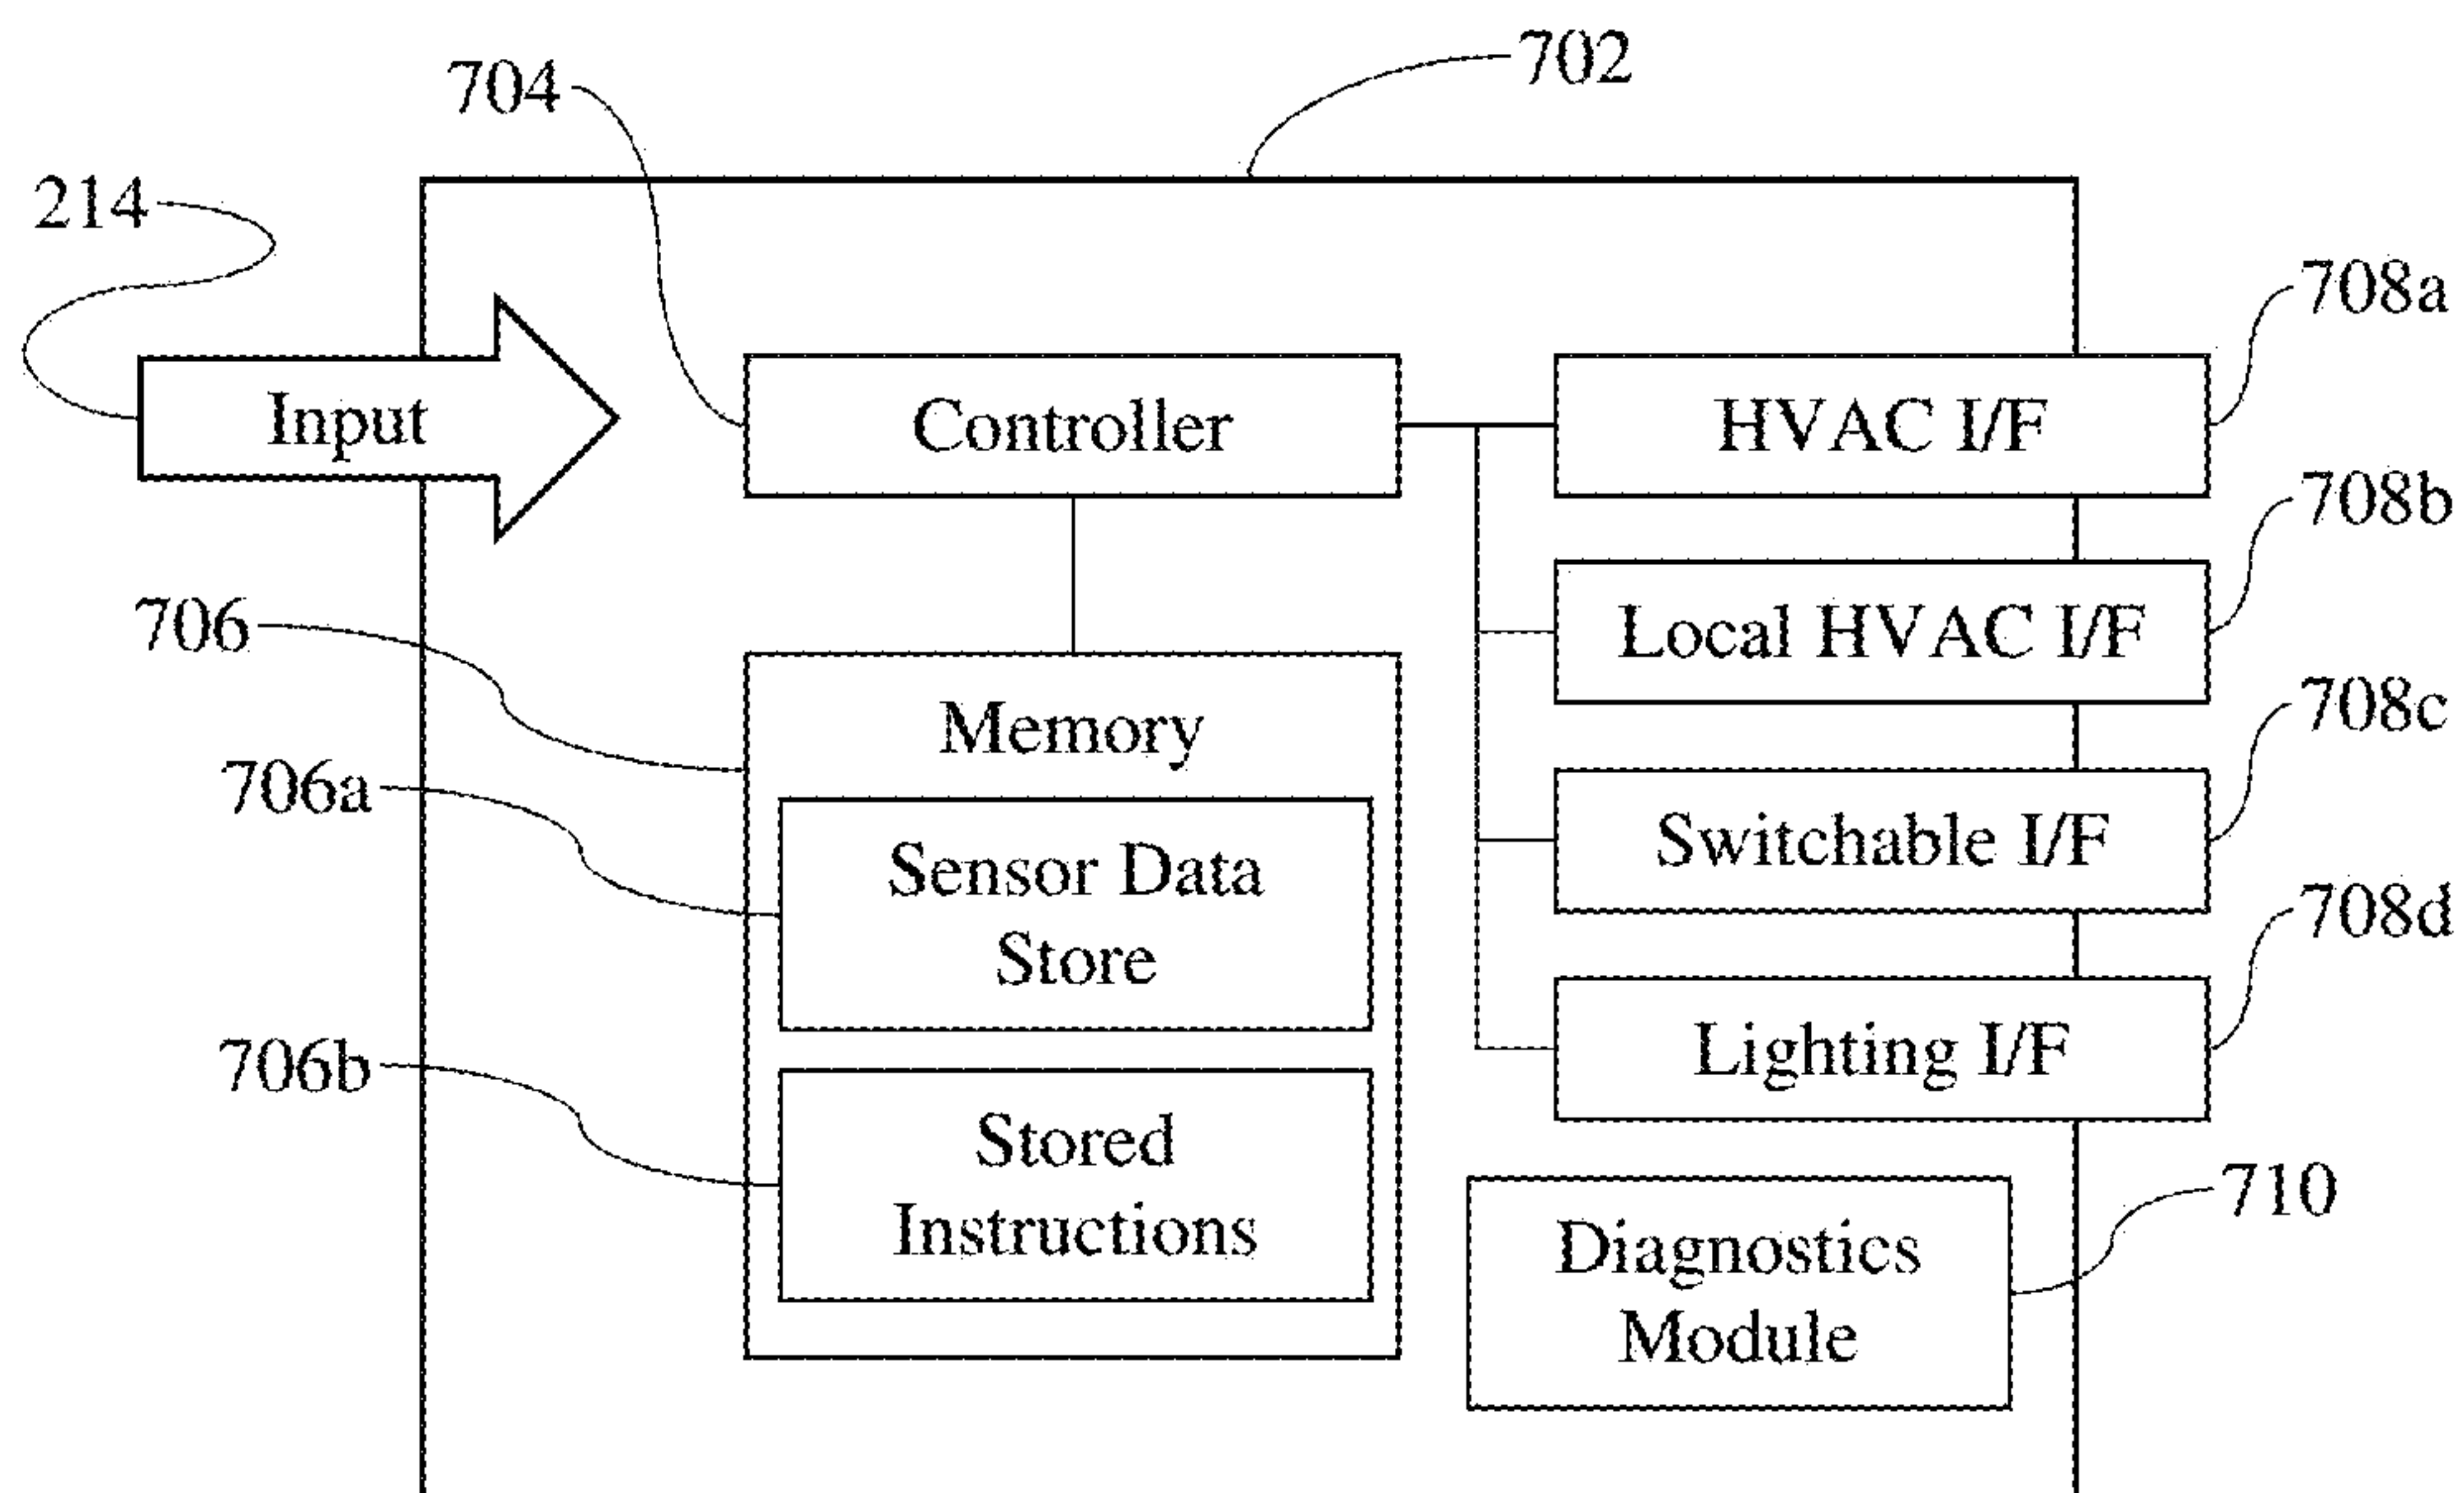 702
704
214
708a
Input
Controller
HVAC I/F
708b
706
Local HVAC I/F
708c
Memory
706a
Switchable I/F
Sensor Data
Store
708d
706b
Lighting I/F
Stored
Instructions
710
Diagnostics
Module